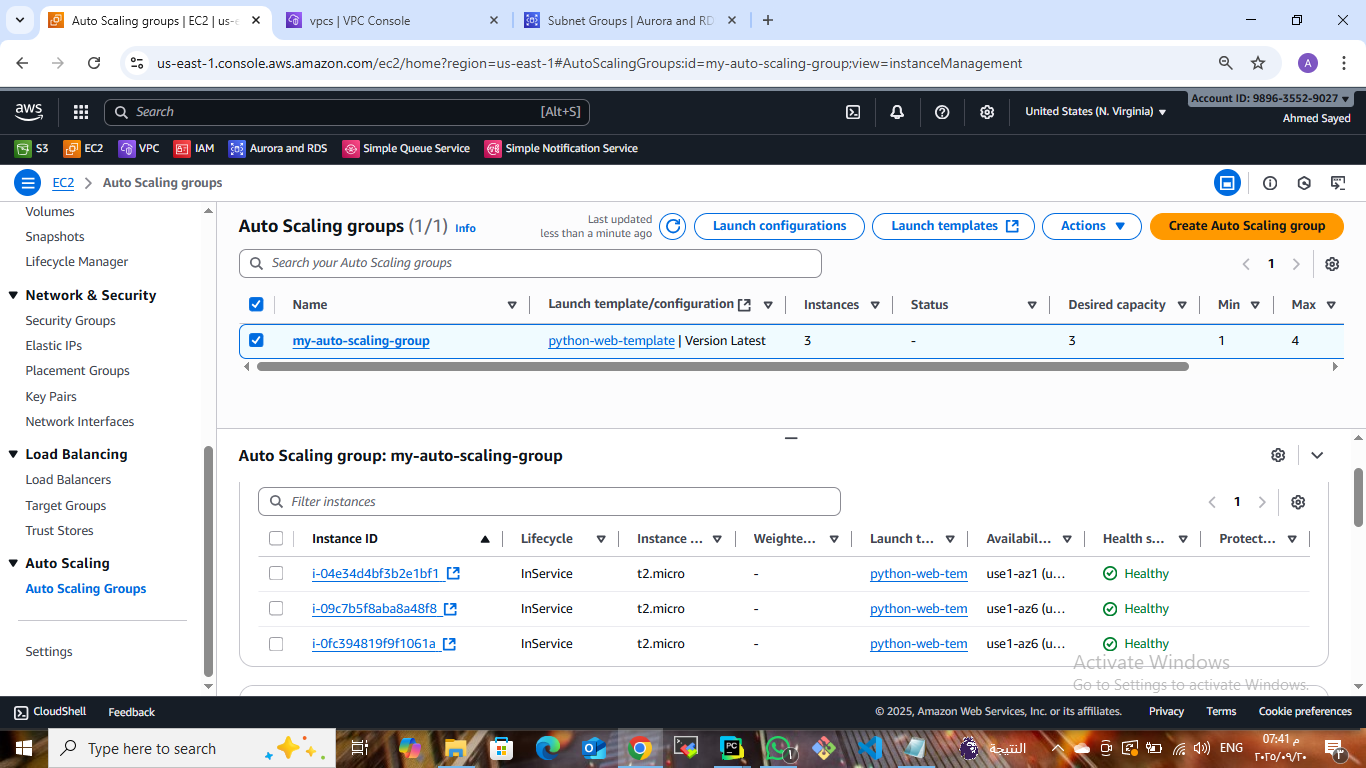 Auto Scaling groups | EC2 | us-e
vpcs | VPC Console
Subnet Groups | Aurora and RD
us-east-1.console.aws.amazon.com/ec2/home?region=us-east-1#AutoScalingGroups:id=my-auto-scaling-group;view=instanceManagement
A
aws
Search [Alt+S]
United States (N. Virginia)
Account ID: 9896-3552-9027
Ahmed Sayed
S3 EC2 VPC IAM Aurora and RDS Simple Queue Service Simple Notification Service
EC2 Auto Scaling groups
Volumes
Snapshots
Lifecycle Manager
Network & Security
Security Groups
Elastic IPs
Placement Groups
Key Pairs
Network Interfaces
Load Balancing
Load Balancers
Target Groups
Trust Stores
Auto Scaling
Auto Scaling Groups
Settings
Auto Scaling groups (1/1) Info
Last updated
less than a minute ago
Launch configurations Launch templates Actions Create Auto Scaling group
Search your Auto Scaling groups
1
Name Launch template/configuration Instances Status Desired capacity Min Max
my-auto-scaling-group python-web-template | Version Latest 3 - 3 1 4
Auto Scaling group: my-auto-scaling-group
Filter instances
1
Instance ID Lifecycle Instance ... Weighte... Launch t... Availabil... Health s... Protect...
i-04e34d4bf3b2e1bf1 InService t2.micro - python-web-tem use1-az1 (u... Healthy
i-09c7b5f8aba8a48f8 InService t2.micro - python-web-tem use1-az6 (u... Healthy
i-0fc394819f9f1061a InService t2.micro - python-web-tem use1-az6 (u... Healthy
Activate Windows
Go to Settings to activate Windows.
CloudShell Feedback
© 2025, Amazon Web Services, Inc. or its affiliates. Privacy Terms Cookie preferences
Type here to search
النتيجة
ENG
07:41 م
٢٠٢٥/٠٩/٢٠